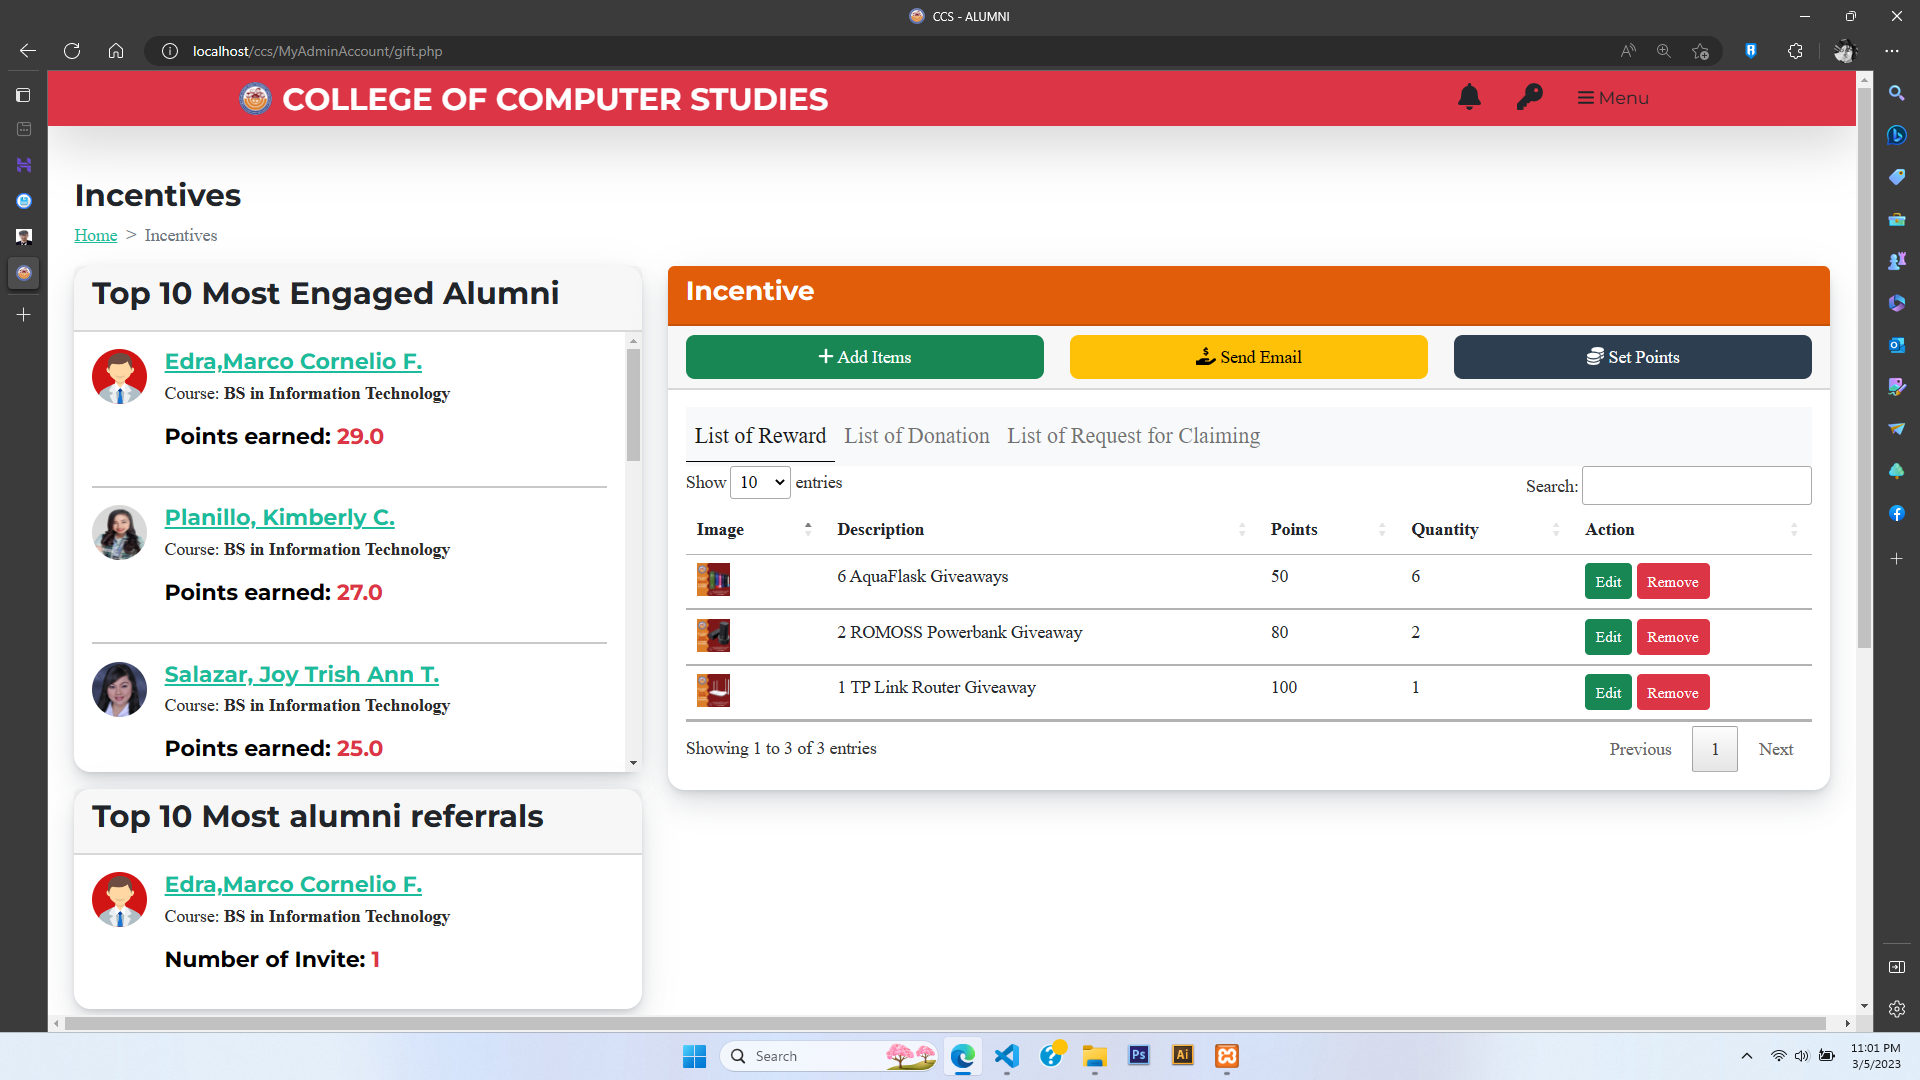 CCS - ALUMNI
localhost/ccs/MyAdminAccount/gift.php
COLLEGE OF COMPUTER STUDIES
Menu
Incentives
Home > Incentives
Top 10 Most Engaged Alumni
Edra,Marco Cornelio F.
Course: BS in Information Technology
Points earned: 29.0
Planillo, Kimberly C.
Course: BS in Information Technology
Points earned: 27.0
Salazar, Joy Trish Ann T.
Course: BS in Information Technology
Points earned: 25.0
Top 10 Most alumni referrals
Edra,Marco Cornelio F.
Course: BS in Information Technology
Number of Invite: 1
Incentive
Add Items Send Email Set Points
List of Reward List of Donation List of Request for Claiming
Show 10 entries Search:
Image Description Points Quantity Action
6 AquaFlask Giveaways 50 6 Edit Remove
2 ROMOSS Powerbank Giveaway 80 2 Edit Remove
1 TP Link Router Giveaway 100 1 Edit Remove
Showing 1 to 3 of 3 entries Previous 1 Next
Search
Ps
Ai
11:01 PM
3/5/2023